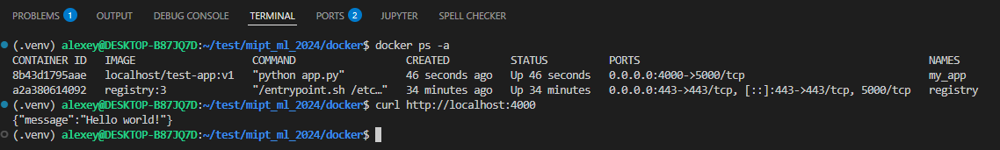 PROBLEMS 1 OUTPUT DEBUG CONSOLE TERMINAL PORTS 2 JUPYTER SPELL CHECKER
(.venv) alexey@DESKTOP-B87JQ7D:~/test/mipt_ml_2024/docker$ docker ps -a
CONTAINER ID IMAGE COMMAND CREATED STATUS PORTS NAMES
8b43d1795aae localhost/test-app:v1 "python app.py" 46 seconds ago Up 46 seconds 0.0.0.0:4000->5000/tcp my_app
a2a380614092 registry:3 "/entrypoint.sh /etc…" 34 minutes ago Up 34 minutes 0.0.0.0:443->443/tcp, [::]:443->443/tcp, 5000/tcp registry
(.venv) alexey@DESKTOP-B87JQ7D:~/test/mipt_ml_2024/docker$ curl http://localhost:4000
{"message":"Hello world!"}
(.venv) alexey@DESKTOP-B87JQ7D:~/test/mipt_ml_2024/docker$